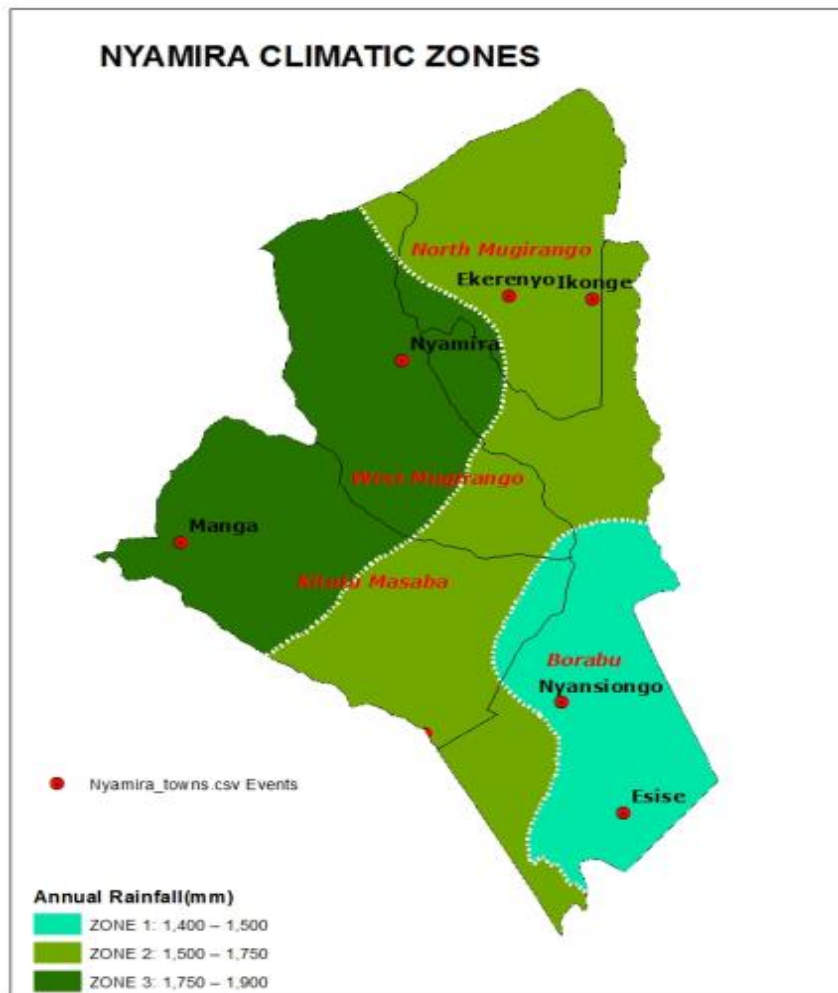 NYAMIRA CLIMATIC ZONES
North Mugirango
Ekerenyo Ikonge
Nyamira
West Mugirango
Manga
Kitutu Masaba
Borabu
Nyansiongo
Nyamira_towns.csv Events
Esise
Annual Rainfall(mm)
ZONE 1: 1,400 – 1,500
ZONE 2: 1,500 – 1,750
ZONE 3: 1,750 – 1,900